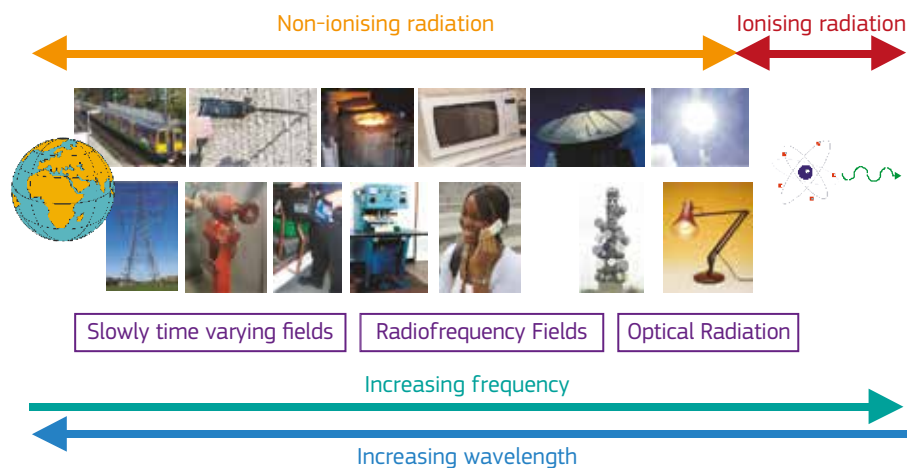 Non-ionising radiation
Ionising radiation
Slowly time varying fields
Radiofrequency Fields
Optical Radiation
Increasing frequency
Increasing wavelength